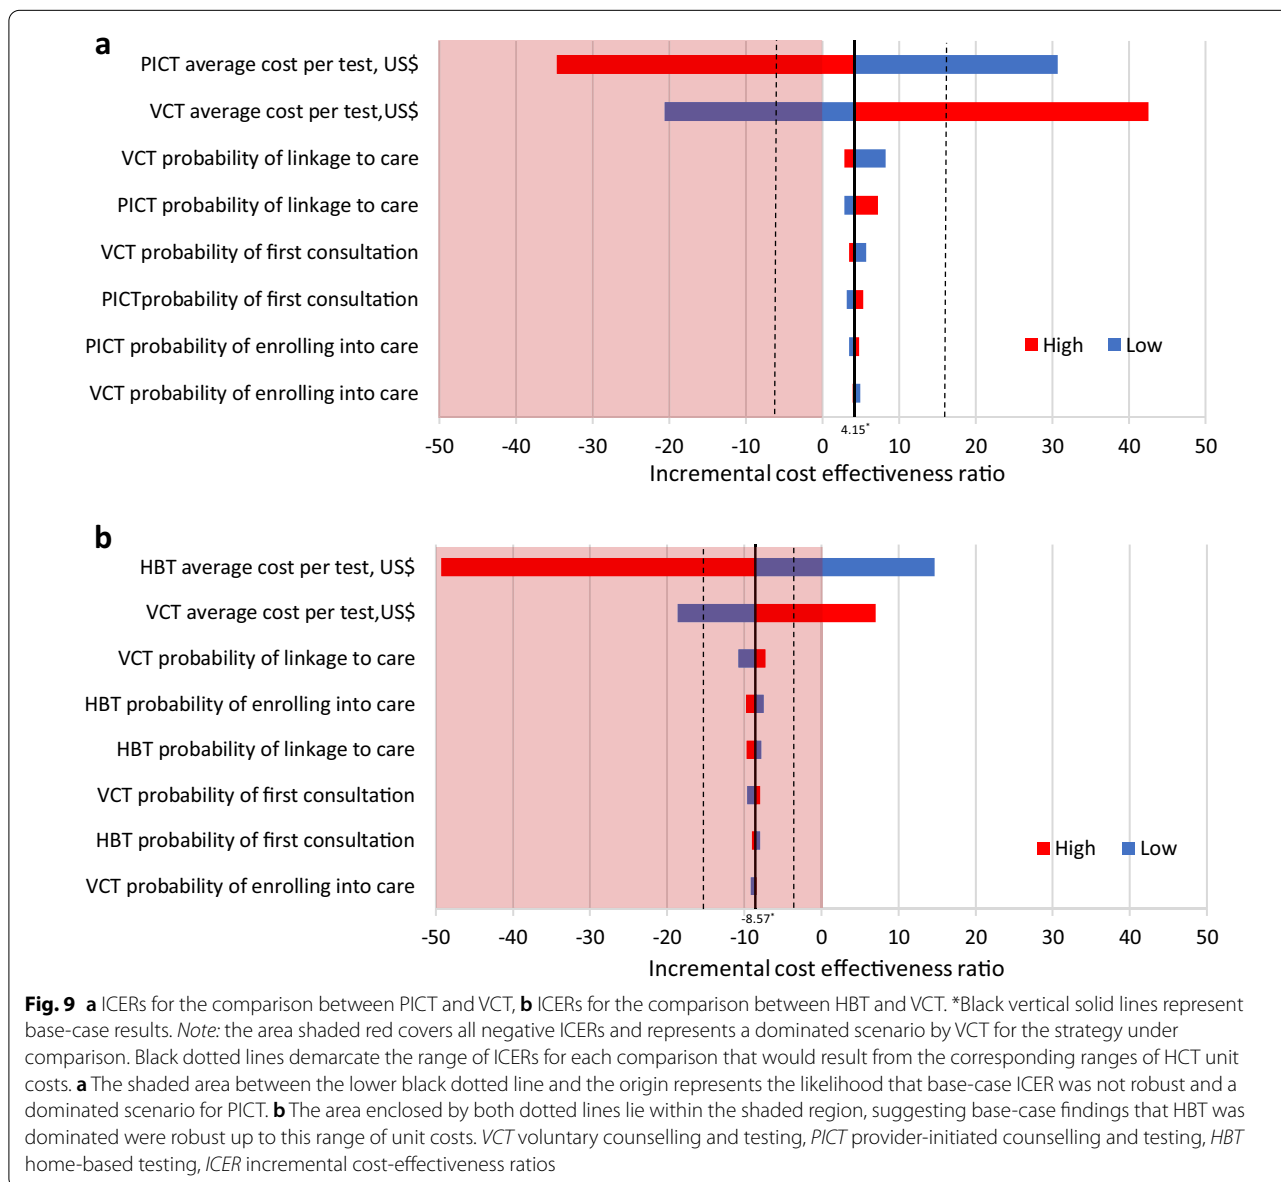 a
PICT average cost per test, US$
VCT average cost per test,US$
VCT probability of linkage to care
PICT probability of linkage to care
VCT probability of first consultation
PICTprobability of first consultation
PICT probability of enrolling into care
VCT probability of enrolling into care
High Low
4.15*
-50 -40 -30 -20 -10 0 10 20 30 40 50
Incremental cost effectiveness ratio
b
HBT average cost per test, US$
VCT average cost per test,US$
VCT probability of linkage to care
HBT probability of enrolling into care
HBT probability of linkage to care
VCT probability of first consultation
HBT probability of first consultation
VCT probability of enrolling into care
High Low
-8.57*
-50 -40 -30 -20 -10 0 10 20 30 40 50
Incremental cost effectiveness ratio
Fig. 9 a ICERs for the comparison between PICT and VCT, b ICERs for the comparison between HBT and VCT. *Black vertical solid lines represent
base-case results. Note: the area shaded red covers all negative ICERs and represents a dominated scenario by VCT for the strategy under
comparison. Black dotted lines demarcate the range of ICERs for each comparison that would result from the corresponding ranges of HCT unit
costs. a The shaded area between the lower black dotted line and the origin represents the likelihood that base-case ICER was not robust and a
dominated scenario for PICT. b The area enclosed by both dotted lines lie within the shaded region, suggesting base-case findings that HBT was
dominated were robust up to this range of unit costs. VCT voluntary counselling and testing, PICT provider-initiated counselling and testing, HBT
home-based testing, ICER incremental cost-effectiveness ratios